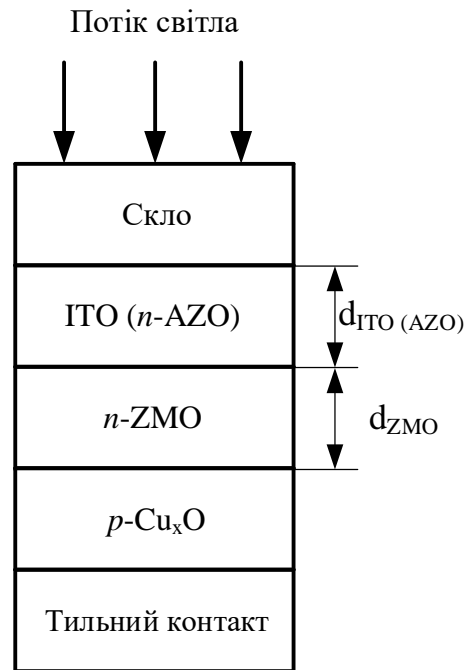 Потік світла
Скло
ITO (n-AZO)
dITO (AZO)
n-ZMO
dZMO
p-CuxO
Тильний контакт